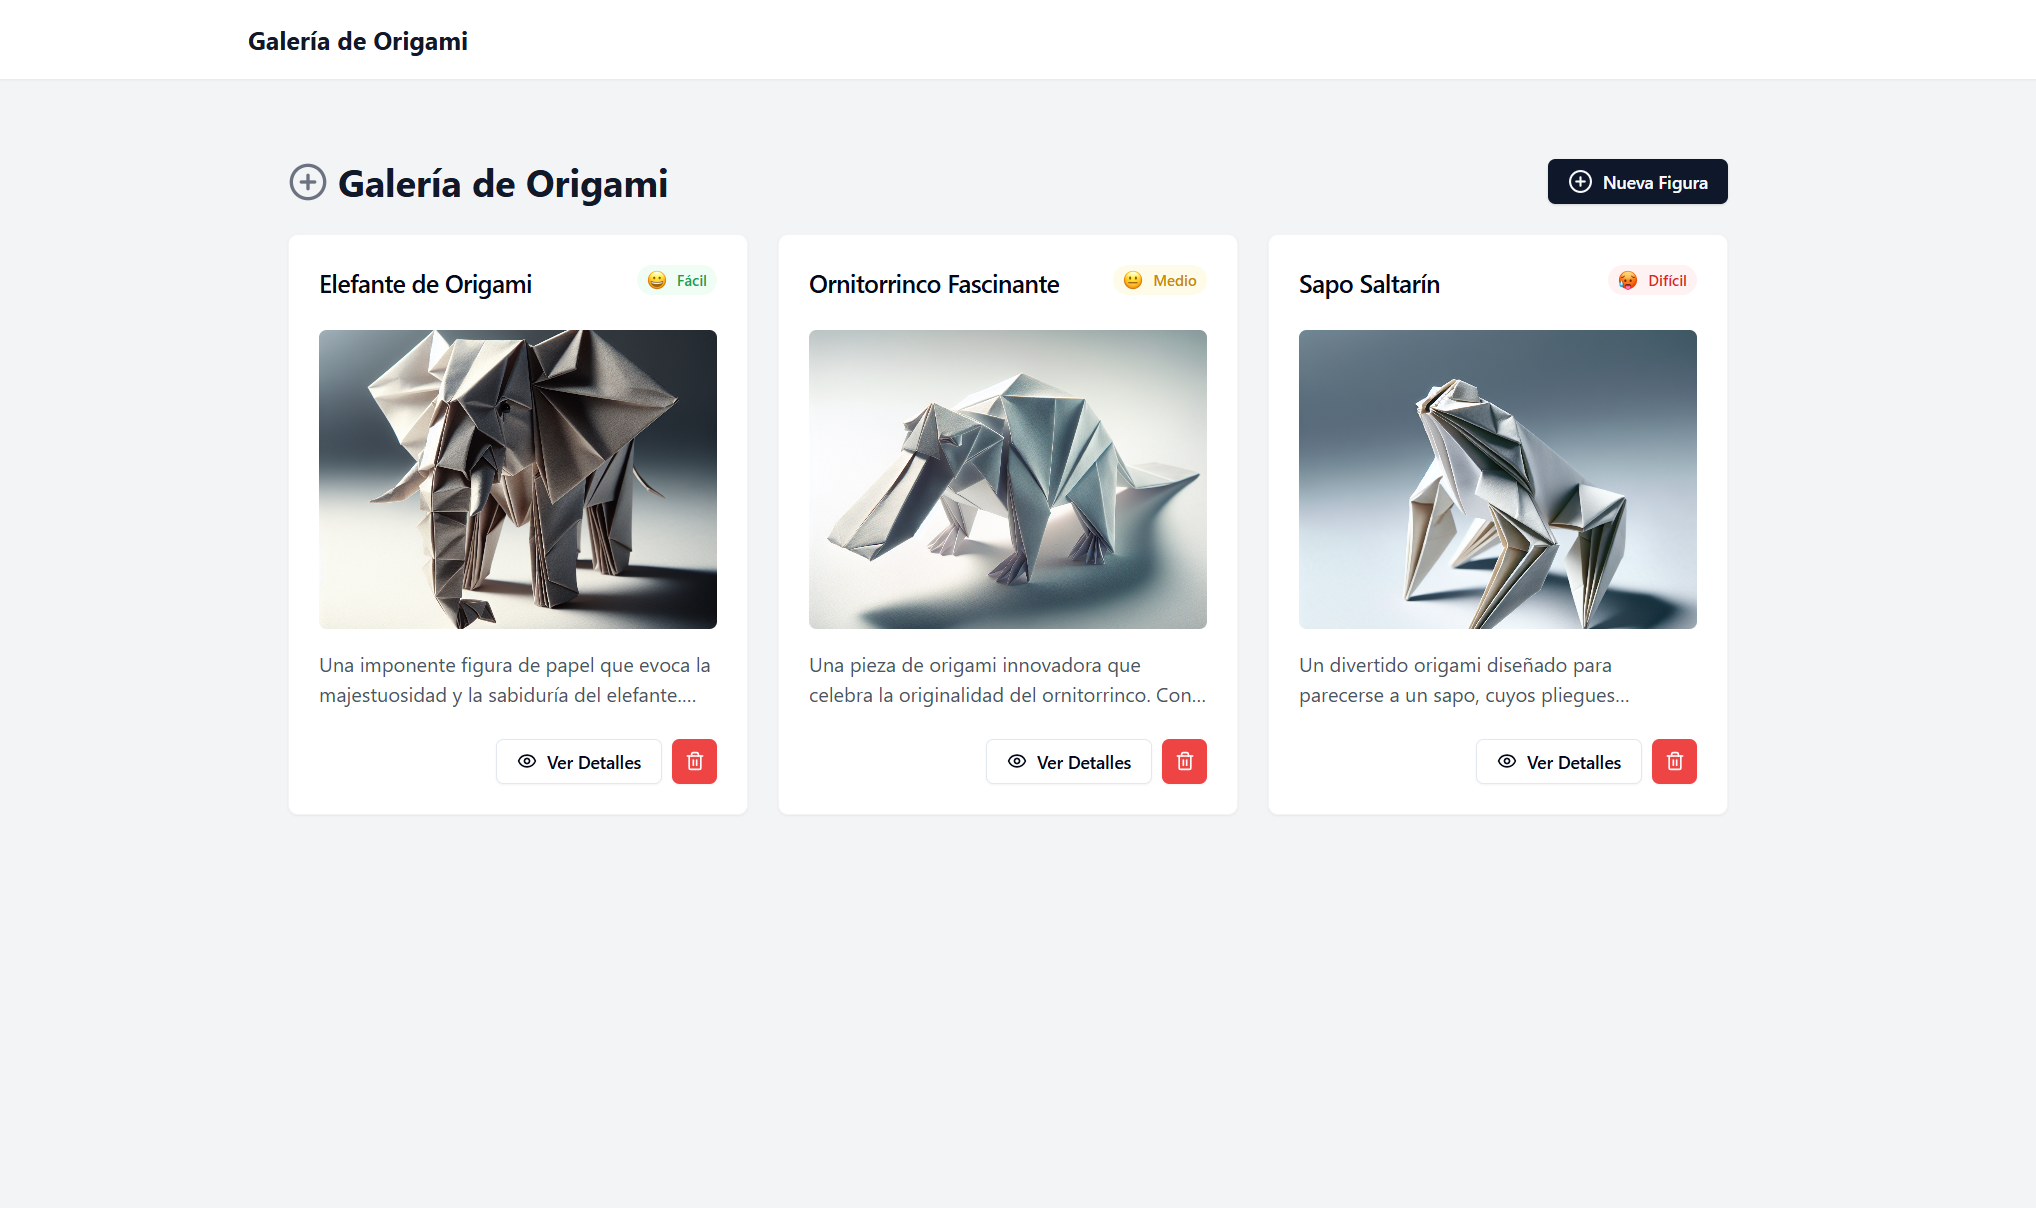 Galería de Origami
Galería de Origami
Nueva Figura
Elefante de Origami
😀 Fácil
Una imponente figura de papel que evoca la
majestuosidad y la sabiduría del elefante....
Ver Detalles
Ornitorrinco Fascinante
😐 Medio
Una pieza de origami innovadora que
celebra la originalidad del ornitorrinco. Con...
Ver Detalles
Sapo Saltarín
🥵 Difícil
Un divertido origami diseñado para
parecerse a un sapo, cuyos pliegues...
Ver Detalles